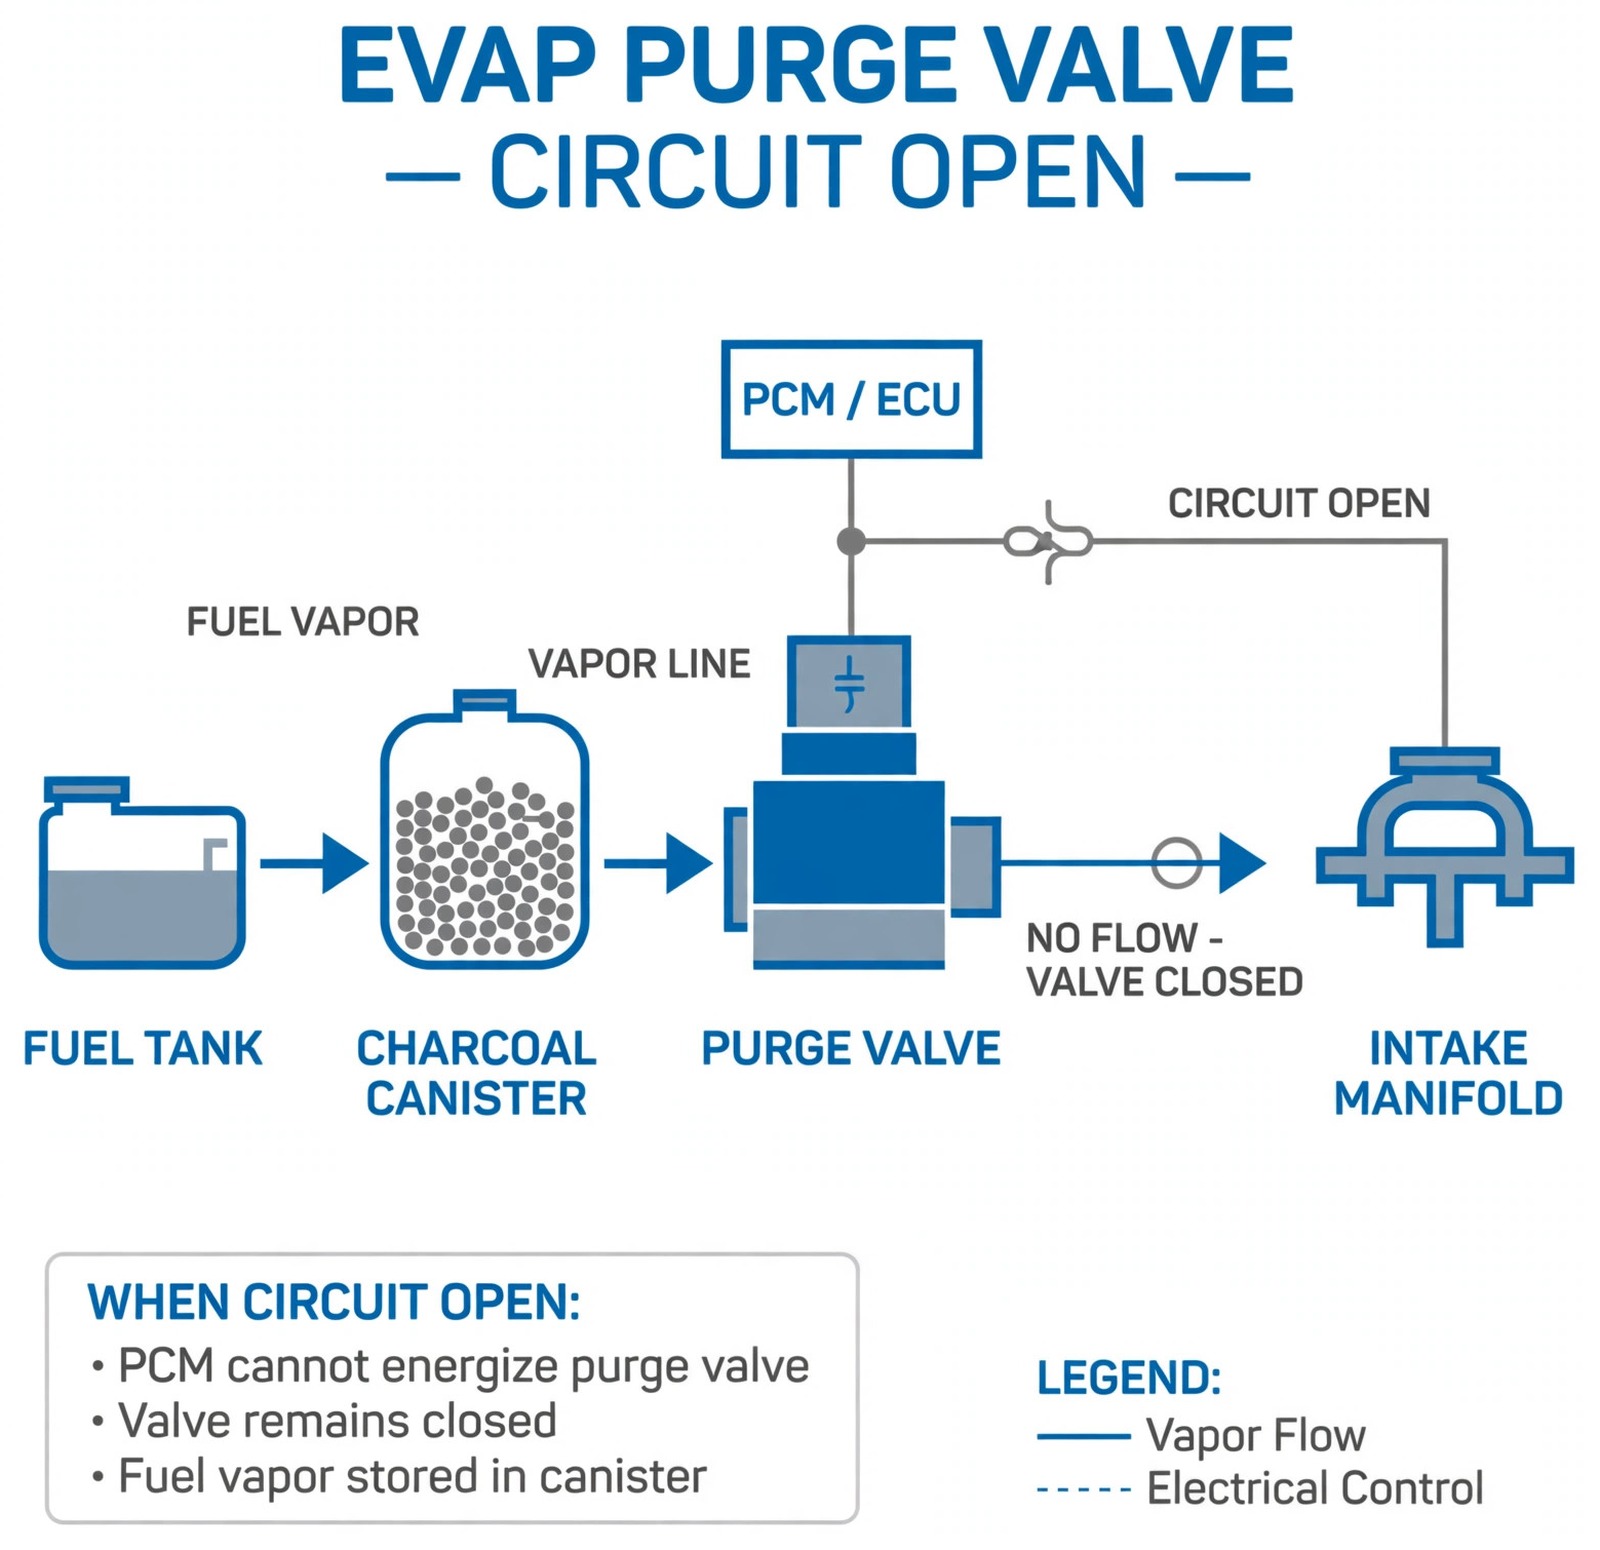 EVAP PURGE VALVE
— CIRCUIT OPEN —
PCM / ECU
CIRCUIT OPEN
FUEL VAPOR
VAPOR LINE
NO FLOW -
VALVE CLOSED
FUEL TANK
CHARCOAL
CANISTER
PURGE VALVE
INTAKE
MANIFOLD
WHEN CIRCUIT OPEN:
• PCM cannot energize purge valve
• Valve remains closed
• Fuel vapor stored in canister
LEGEND:
Vapor Flow
Electrical Control